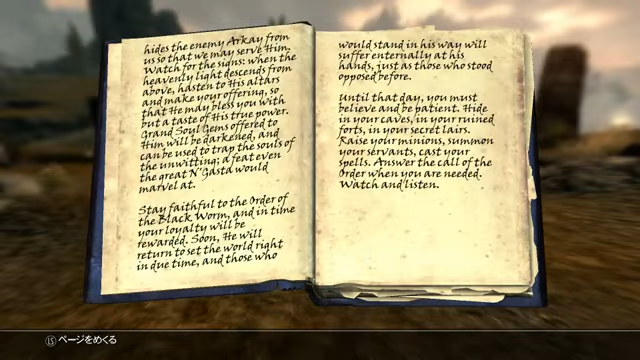 hides the enemy Arkay from
us so that we may serve Him.
Watch for the signs: when the
heavenly light descends from
above, hasten to His altars
and make your offering, so
that He may bless you with
but a taste of His true power.
Grand Soul Gems offered to
Him will be darkened, and
can be used to trap the souls of
the unwitting; a feat even
the great N'Gasta would
marvel at.
Stay faithful to the Order of
the Black Worm, and in time
your loyalty will be
rewarded. Soon, He will
return to set the world right
in due time, and those who
would stand in his way will
suffer enternally at his
hands, just as those who stood
opposed before.
Until that day, you must
believe and be patient. Hide
in your caves, in your ruined
forts, in your secret lairs.
Raise your minions, summon
your servants, cast your
spells. Answer the call of the
Order when you are needed.
Watch and listen.
LS ページをめくる